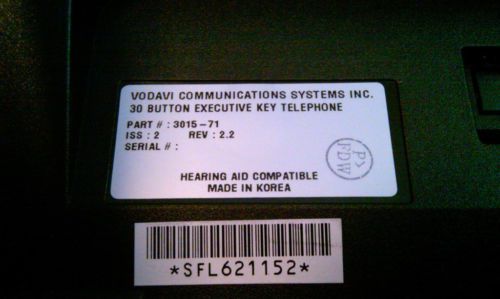 VODAVI COMMUNICATIONS SYSTEMS INC.
30 BUTTON EXECUTIVE KEY TELEPHONE
PART # : 3015-71
ISS : 2 REV : 2.2
SERIAL # :
HEARING AID COMPATIBLE
MADE IN KOREA
*SFL621152*